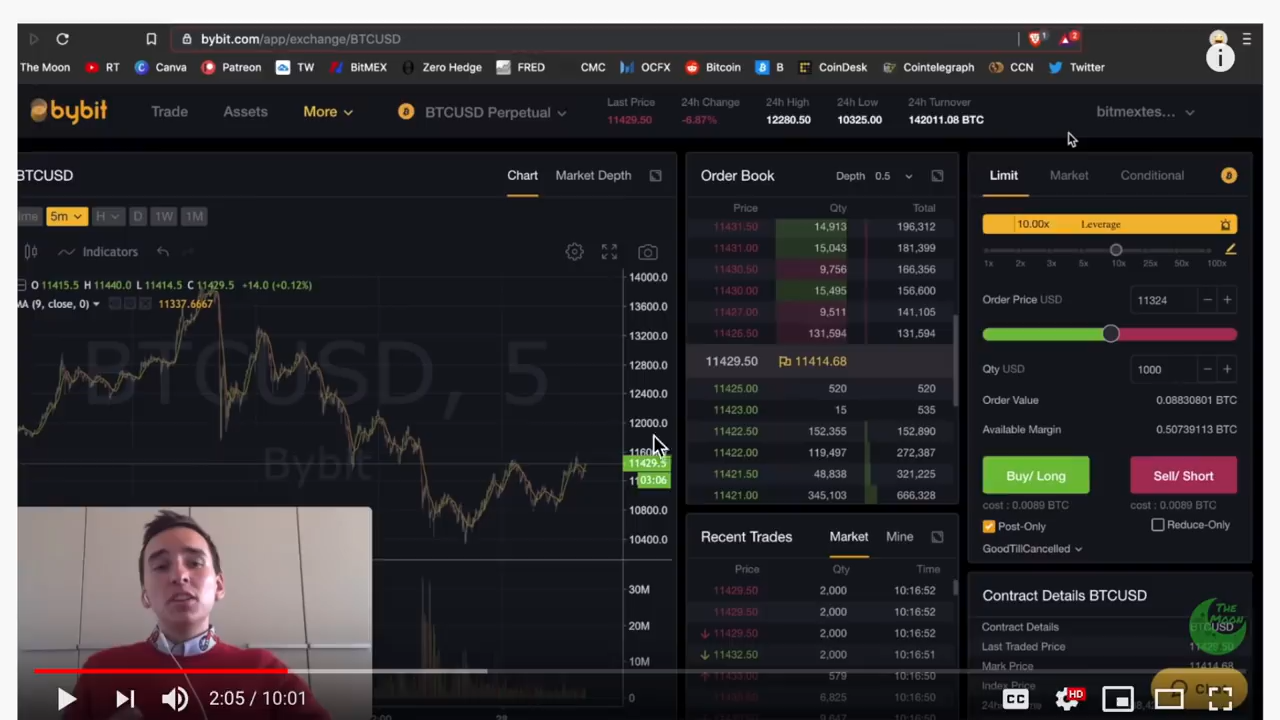 bybit.com/app/exchange/BTCUSD
1
2
The Moon RT Canva Patreon TW BitMEX Zero Hedge FRED CMC OCFX Bitcoin B CoinDesk Cointelegraph CCN Twitter
bybit Trade Assets More BTCUSD Perpetual
Last Price 24h Change 24h High 24h Low 24h Turnover
11429.50 -6.87% 12280.50 10325.00 142011.08 BTC
bitmextes...
BTCUSD Chart Market Depth
5m H D 1W 1M
Indicators
O 11415.5 H 11440.0 L 11414.5 C 11429.5 +14.0 (+0.12%)
MA (9, close, 0) 11337.6667
BTCUSD, 5
Bybit
14000.0
13600.0
13200.0
12800.0
12400.0
12000.0
11429.5
03:06
10800.0
10400.0
30M
20M
10M
0
Order Book Depth 0.5
Price Qty Total
11431.50 14,913 196,312
11431.00 15,043 181,399
11430.50 9,756 166,356
11430.00 15,495 156,600
11427.00 9,511 141,105
11426.50 131,594 131,594
11429.50 11414.68
11425.00 520 520
11423.00 15 535
11422.50 152,355 152,890
11422.00 119,497 272,387
11421.50 48,838 321,225
11421.00 345,103 666,328
Recent Trades Market Mine
Price Qty Time
11429.50 2,000 10:16:52
11429.50 2,000 10:16:52
11429.50 2,000 10:16:52
11432.50 2,000 10:16:51
11433.00 579 10:16:51
6,825
Limit Market Conditional
10.00x Leverage
1x 2x 3x 5x 10x 25x 50x 100x
Order Price USD 11324
Qty USD 1000
Order Value 0.08830801 BTC
Available Margin 0.50739113 BTC
Buy/ Long Sell/ Short
cost : 0.0089 BTC cost : 0.0089 BTC
Post-Only Reduce-Only
GoodTillCancelled
Contract Details BTCUSD
Contract Details BTCUSD
Last Traded Price
Mark Price 11414.68
Index Price
THE MOON
2:05 / 10:01
CC
HD